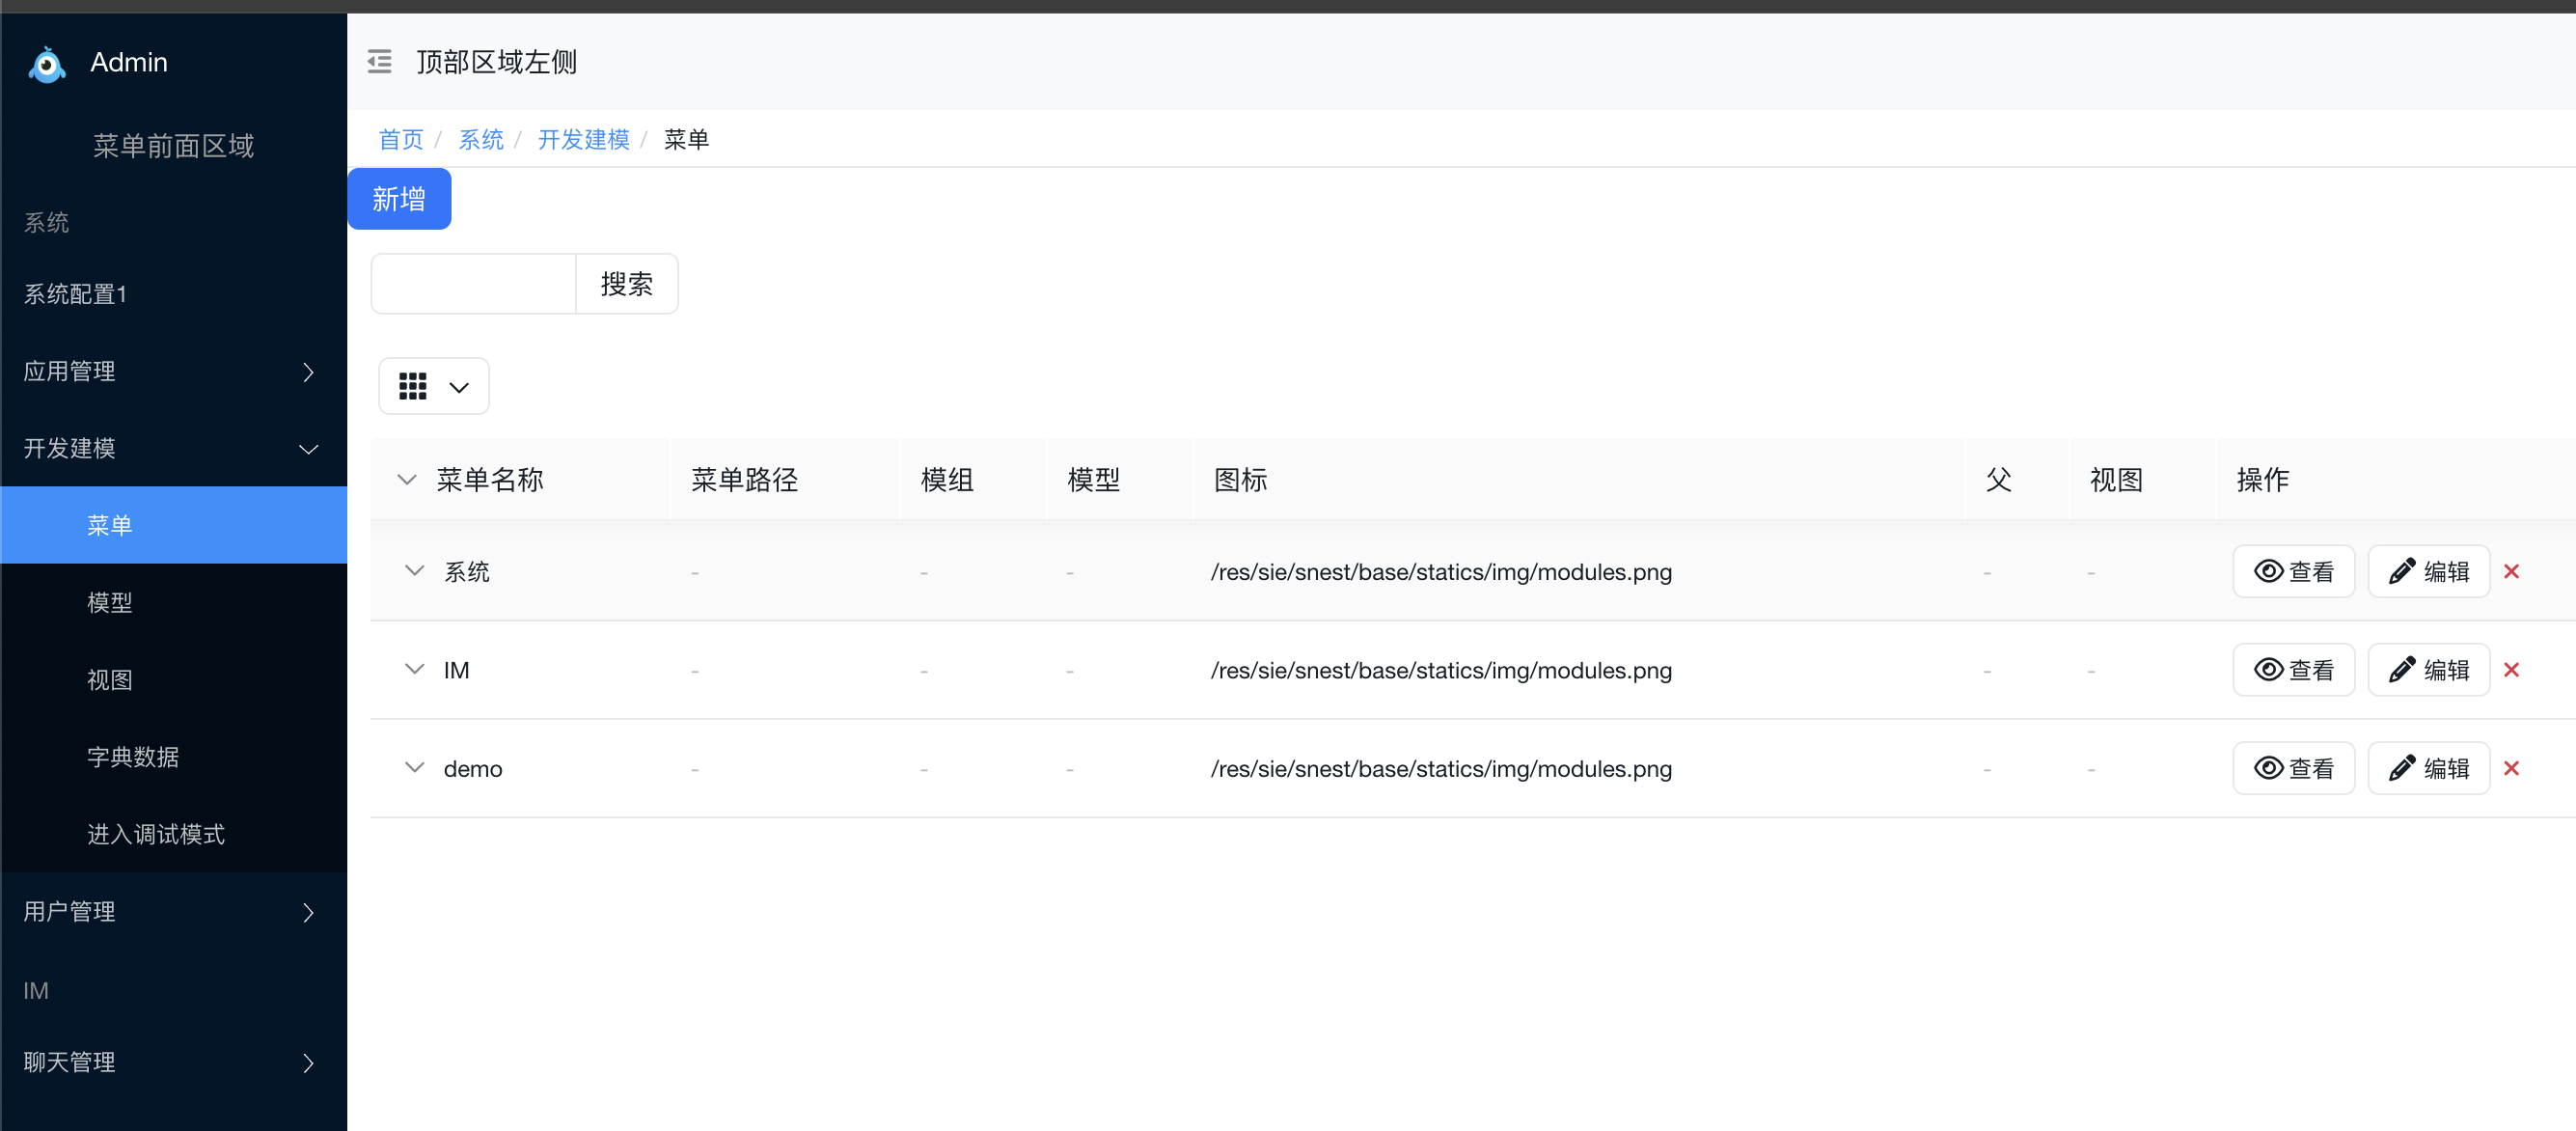 Admin
菜单前面区域
系统
系统配置1
应用管理
开发建模
菜单
模型
视图
字典数据
进入调试模式
用户管理
IM
聊天管理
顶部区域左侧
首页 / 系统 / 开发建模 / 菜单
新增
搜索
菜单名称 菜单路径 模组 模型 图标 父 视图 操作
系统 - - - /res/sie/snest/base/statics/img/modules.png - - 查看 编辑
IM - - - /res/sie/snest/base/statics/img/modules.png - - 查看 编辑
demo - - - /res/sie/snest/base/statics/img/modules.png - - 查看 编辑